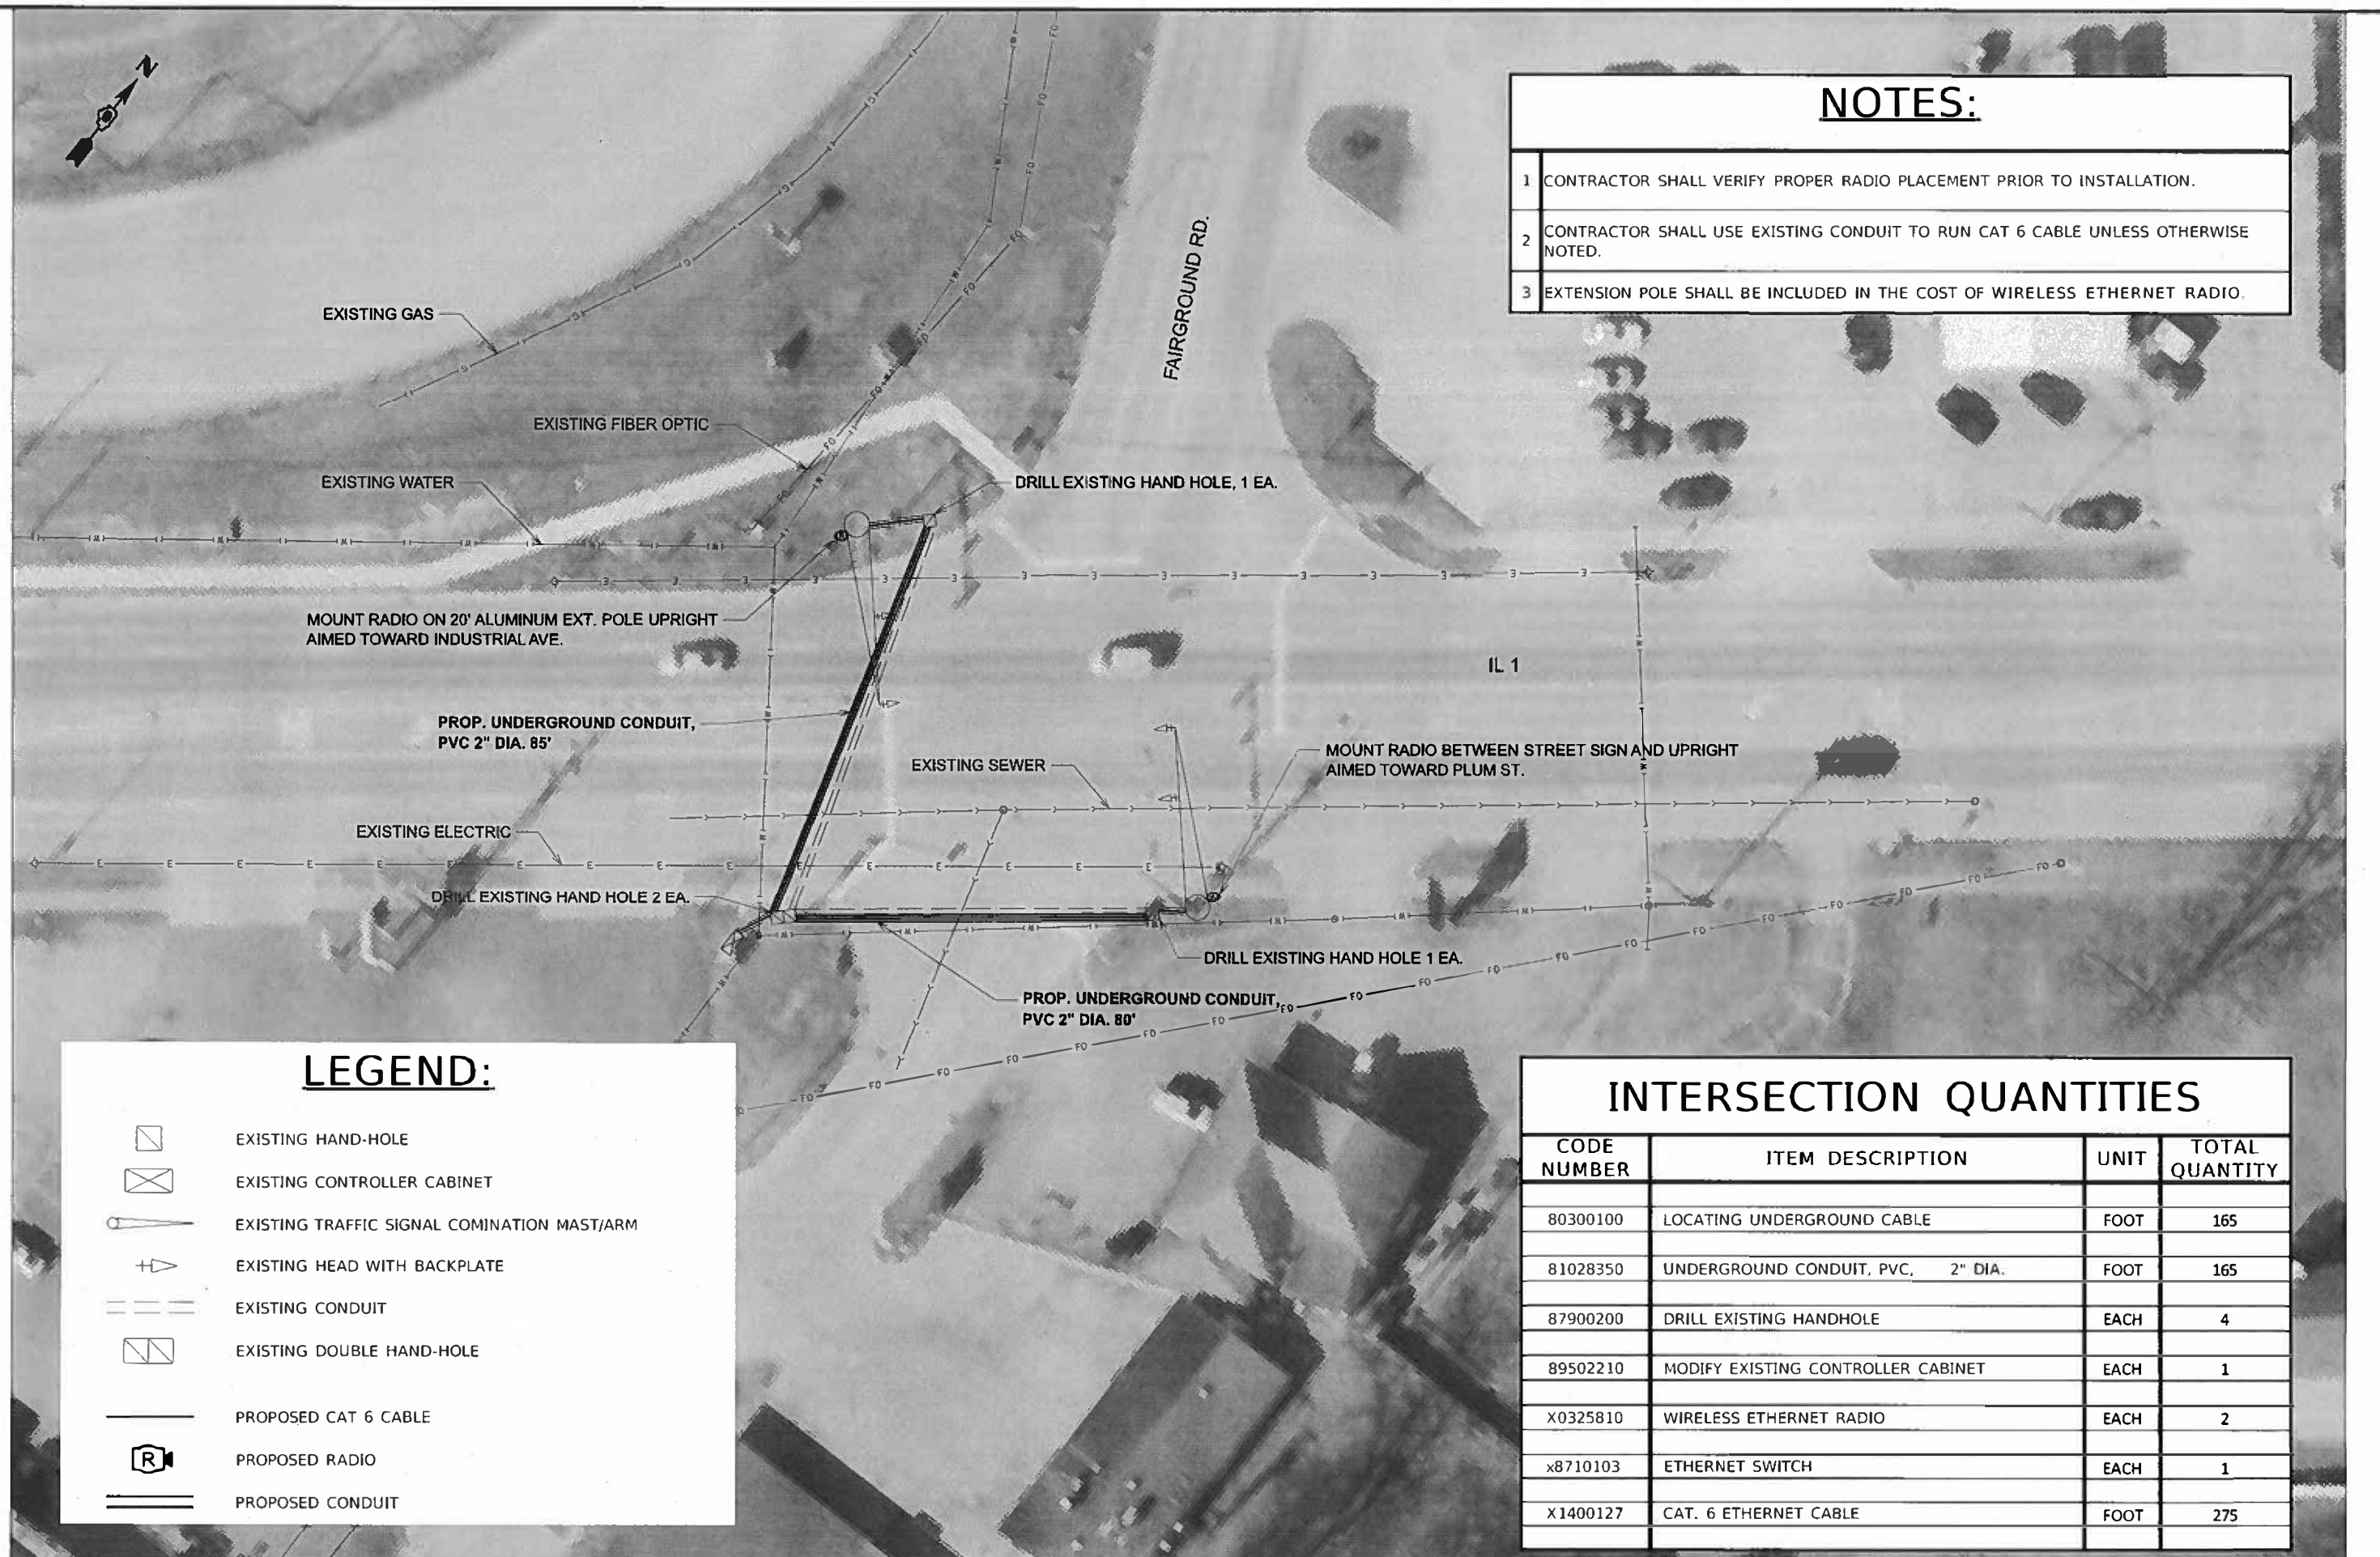 N
NOTES:
1 CONTRACTOR SHALL VERIFY PROPER RADIO PLACEMENT PRIOR TO INSTALLATION.
2 CONTRACTOR SHALL USE EXISTING CONDUIT TO RUN CAT 6 CABLE UNLESS OTHERWISE
NOTED.
3 EXTENSION POLE SHALL BE INCLUDED IN THE COST OF WIRELESS ETHERNET RADIO.
FAIRGROUND RD.
EXISTING GAS
EXISTING FIBER OPTIC
EXISTING WATER
DRILL EXISTING HAND HOLE, 1 EA.
MOUNT RADIO ON 20' ALUMINUM EXT. POLE UPRIGHT
AIMED TOWARD INDUSTRIAL AVE.
IL 1
PROP. UNDERGROUND CONDUIT,
PVC 2" DIA. 85'
MOUNT RADIO BETWEEN STREET SIGN AND UPRIGHT
AIMED TOWARD PLUM ST.
EXISTING SEWER
EXISTING ELECTRIC
DRILL EXISTING HAND HOLE 2 EA.
DRILL EXISTING HAND HOLE 1 EA.
PROP. UNDERGROUND CONDUIT,
PVC 2" DIA. 80'
LEGEND:
EXISTING HAND-HOLE
EXISTING CONTROLLER CABINET
EXISTING TRAFFIC SIGNAL COMINATION MAST/ARM
EXISTING HEAD WITH BACKPLATE
EXISTING CONDUIT
EXISTING DOUBLE HAND-HOLE
PROPOSED CAT 6 CABLE
R PROPOSED RADIO
PROPOSED CONDUIT
INTERSECTION QUANTITIES
CODE NUMBER ITEM DESCRIPTION UNIT TOTAL QUANTITY
80300100 LOCATING UNDERGROUND CABLE FOOT 165
81028350 UNDERGROUND CONDUIT, PVC, 2" DIA. FOOT 165
87900200 DRILL EXISTING HANDHOLE EACH 4
89502210 MODIFY EXISTING CONTROLLER CABINET EACH 1
X0325810 WIRELESS ETHERNET RADIO EACH 2
x8710103 ETHERNET SWITCH EACH 1
X1400127 CAT. 6 ETHERNET CABLE FOOT 275